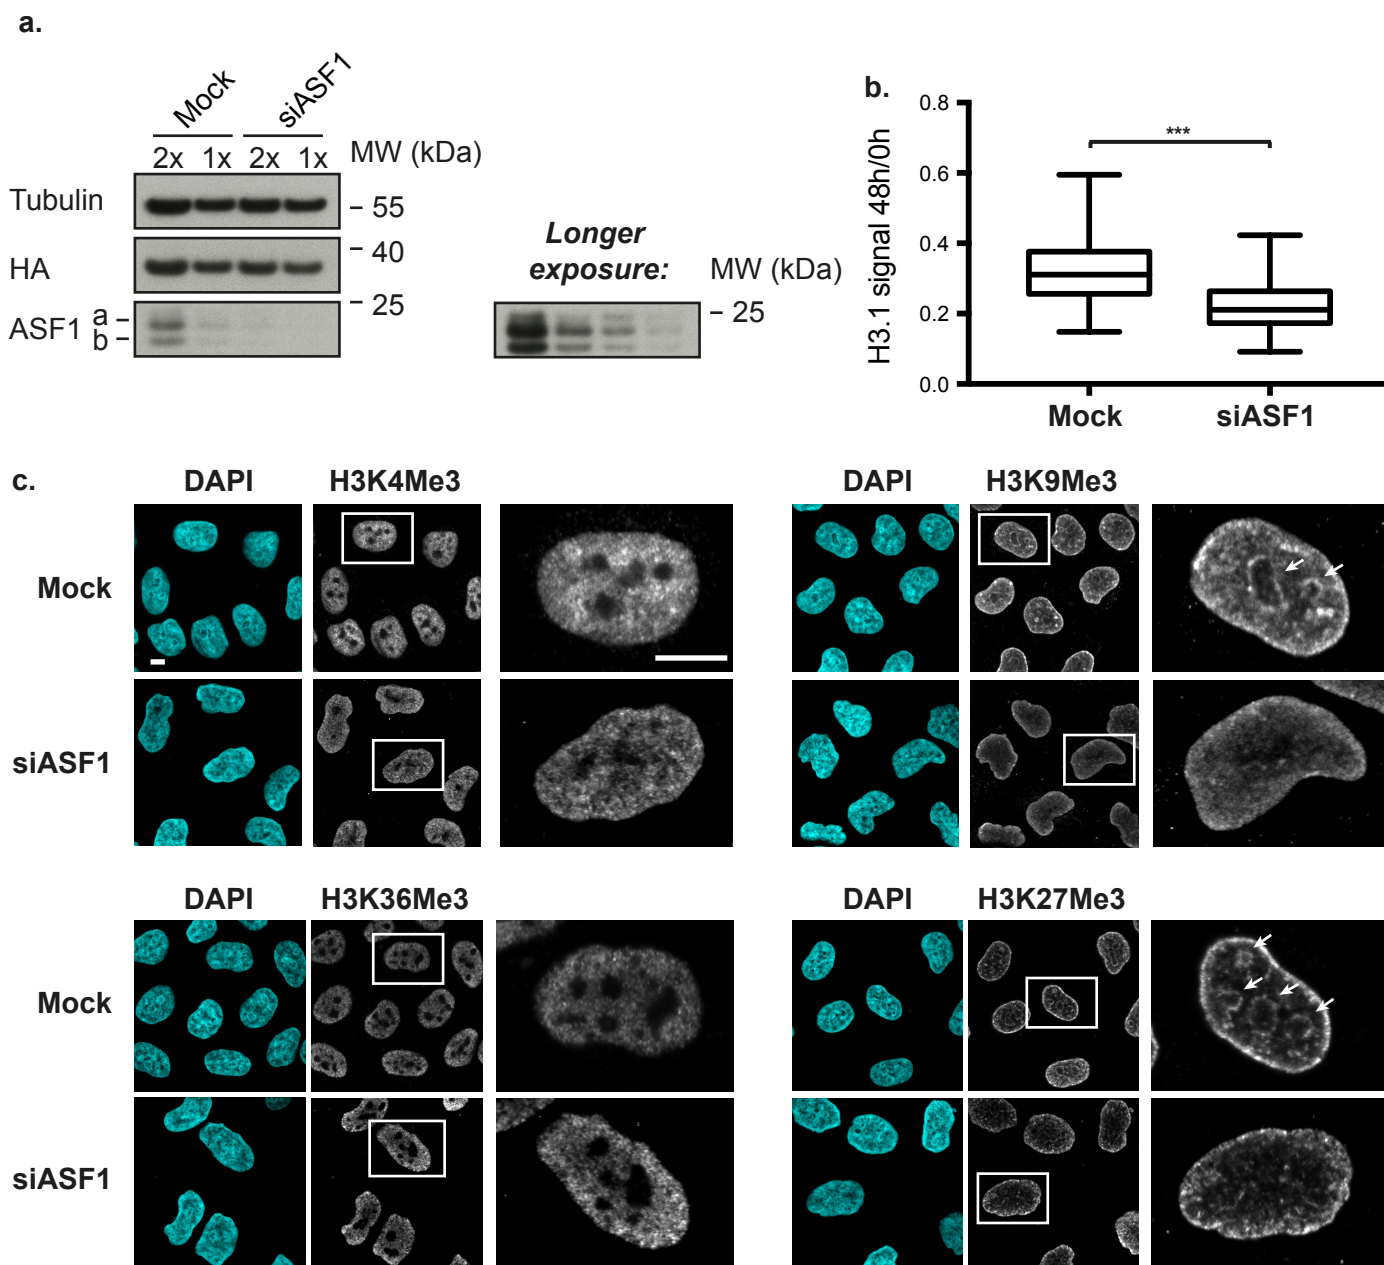 a.
Mock siASF1
2x 1x 2x 1x MW (kDa)
Tubulin – 55
HA – 40
– 25
ASF1 a –
b –
Longer
exposure: MW (kDa)
– 25
b.
H3.1 signal 48h/0h
0.8
0.6
0.4
0.2
0.0
***
Mock siASF1
c.
DAPI H3K4Me3 DAPI H3K9Me3
Mock
siASF1
DAPI H3K36Me3 DAPI H3K27Me3
Mock
siASF1